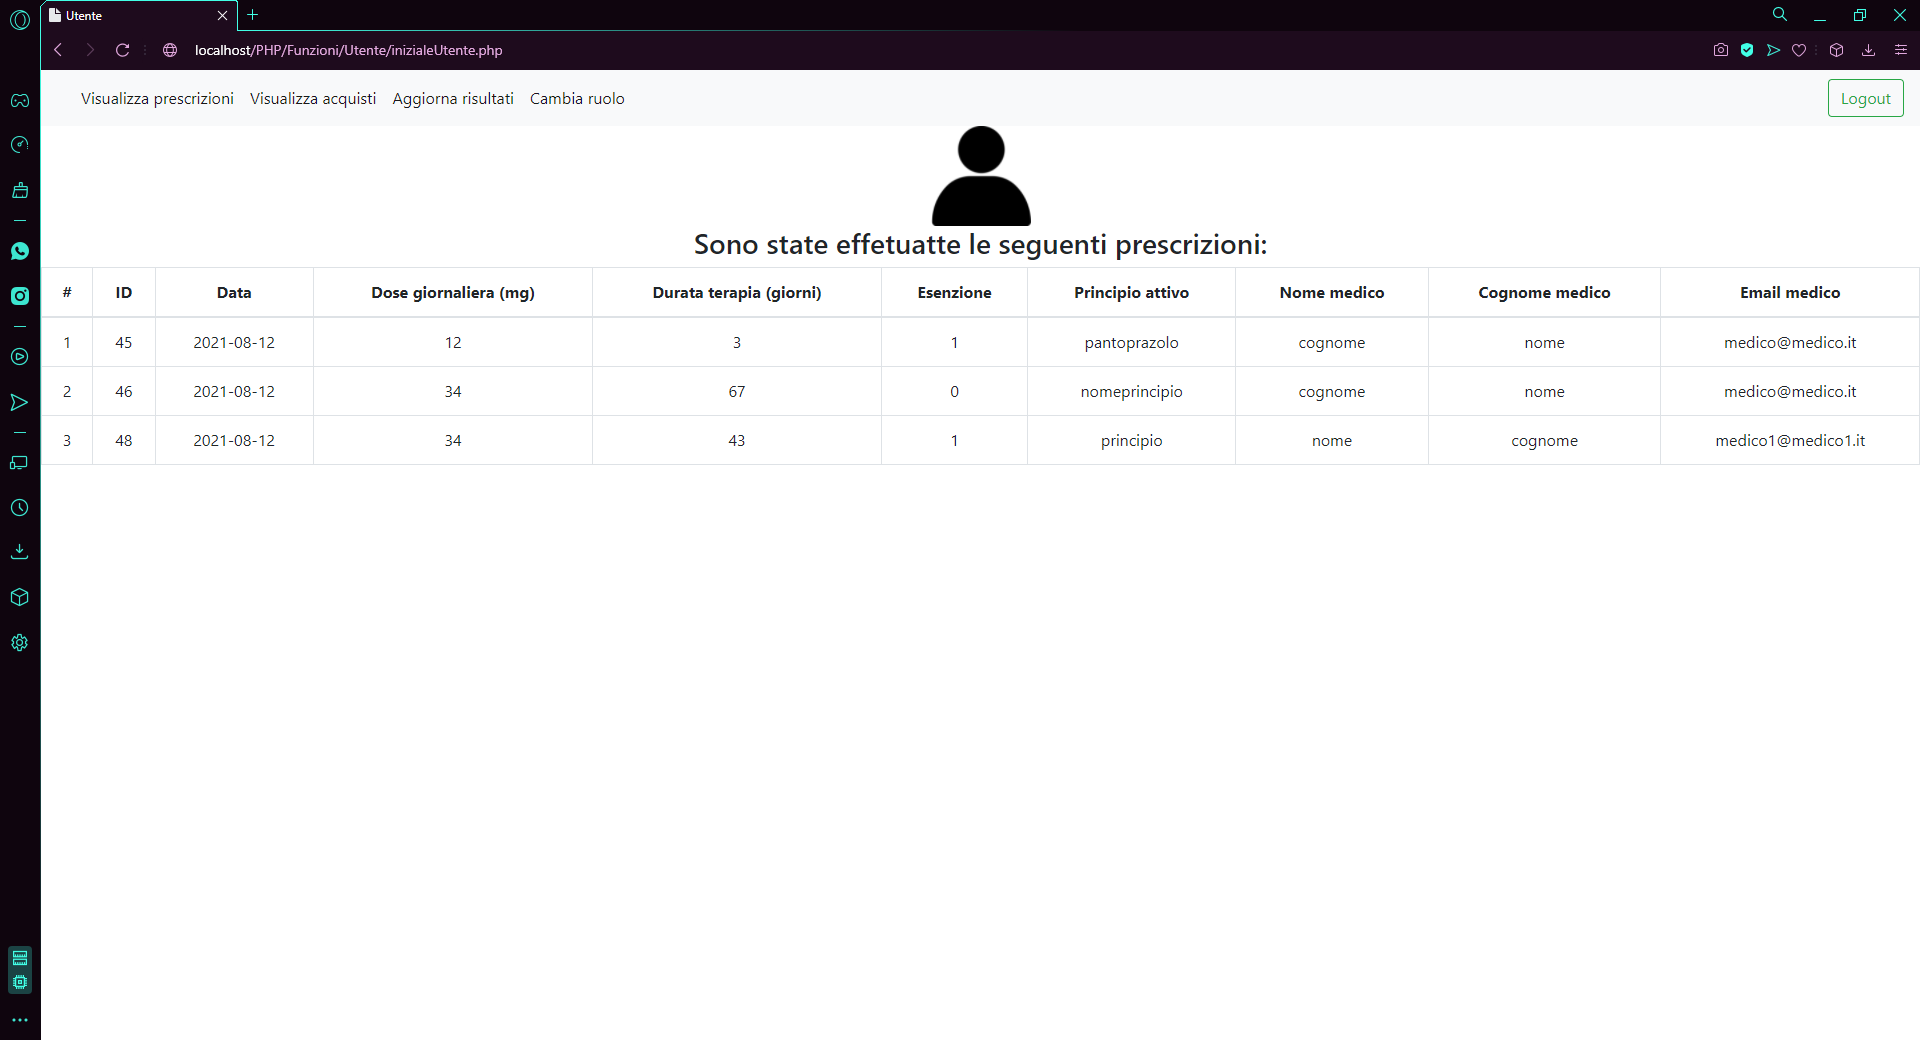 Utente
localhost/PHP/Funzioni/Utente/inizialeUtente.php
Visualizza prescrizioni Visualizza acquisti Aggiorna risultati Cambia ruolo Logout
Sono state effetuatte le seguenti prescrizioni:
# ID Data Dose giornaliera (mg) Durata terapia (giorni) Esenzione Principio attivo Nome medico Cognome medico Email medico
1 45 2021-08-12 12 3 1 pantoprazolo cognome nome medico@medico.it
2 46 2021-08-12 34 67 0 nomeprincipio cognome nome medico@medico.it
3 48 2021-08-12 34 43 1 principio nome cognome medico1@medico1.it